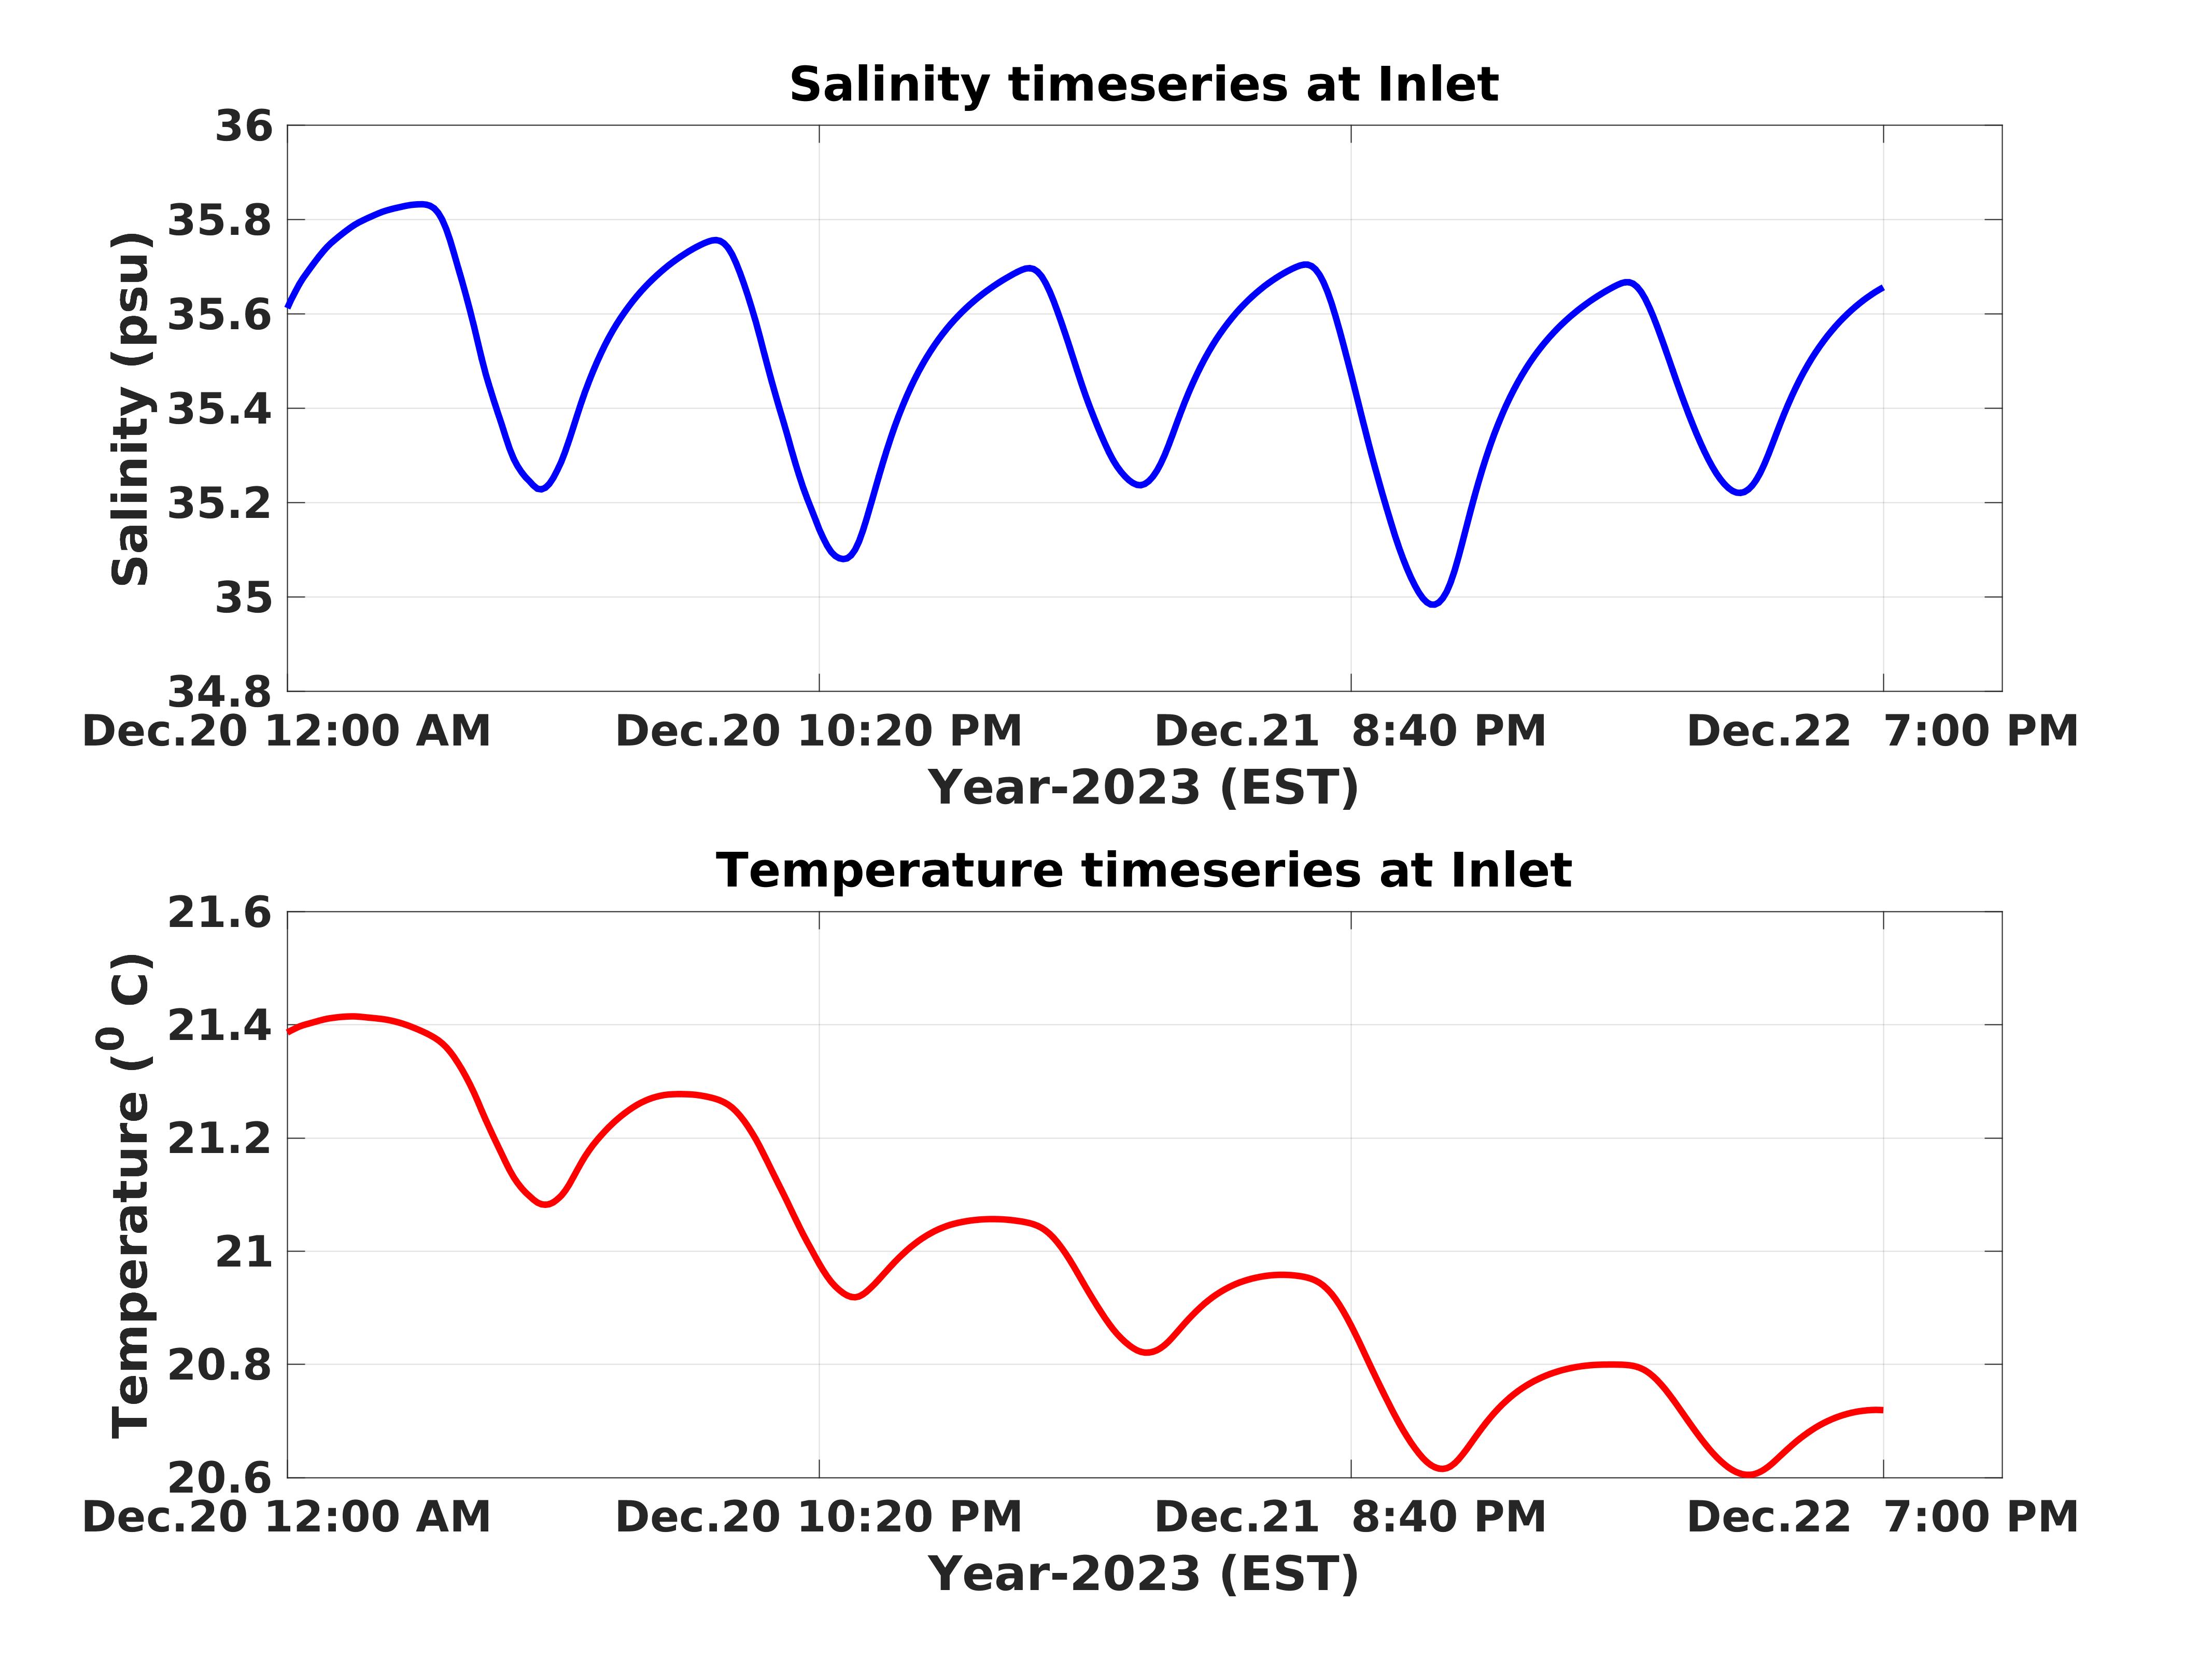 Salinity timeseries at Inlet
Salinity (psu)
36
35.8
35.6
35.4
35.2
35
34.8
Dec.20 12:00 AM Dec.20 10:20 PM Dec.21 8:40 PM Dec.22 7:00 PM
Year-2023 (EST)
Temperature timeseries at Inlet
Temperature (⁰ C)
21.6
21.4
21.2
21
20.8
20.6
Dec.20 12:00 AM Dec.20 10:20 PM Dec.21 8:40 PM Dec.22 7:00 PM
Year-2023 (EST)